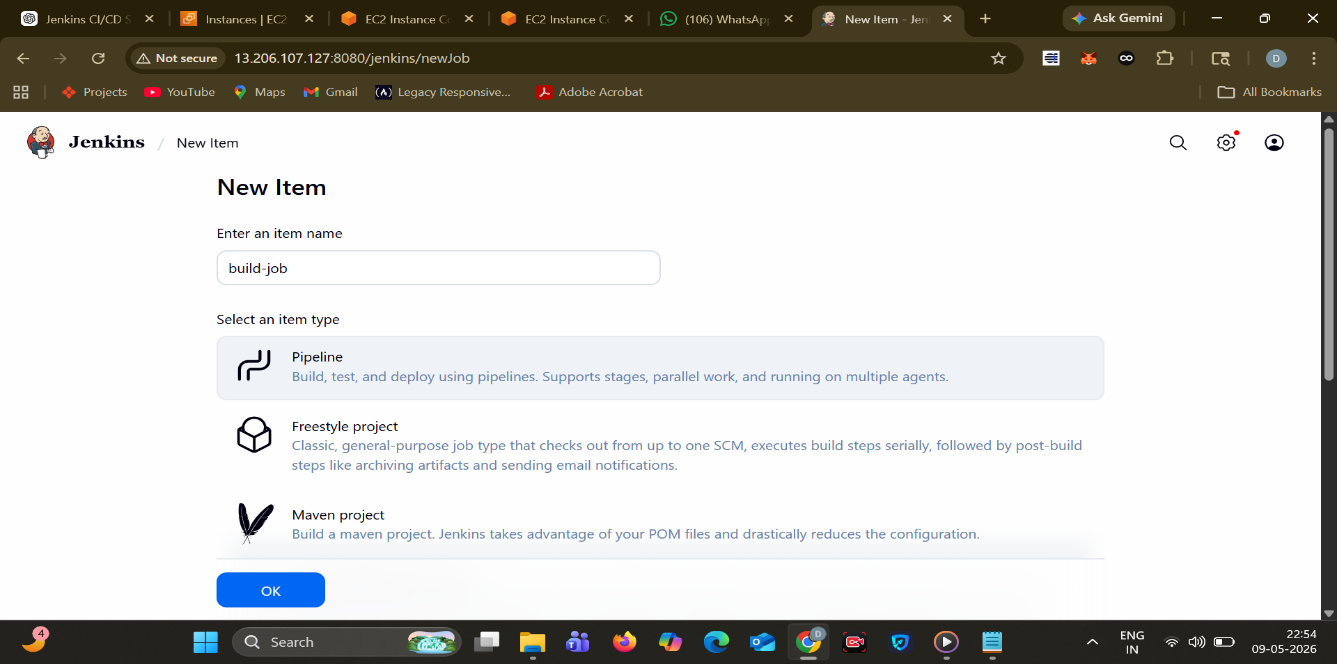 Jenkins CI/CD S
Instances | EC2
EC2 Instance Co
EC2 Instance Co
(106) WhatsApp
New Item - Jen
Ask Gemini
Not secure
13.206.107.127:8080/jenkins/newJob
D
Projects
YouTube
Maps
Gmail
Legacy Responsive...
Adobe Acrobat
All Bookmarks
Jenkins / New Item
New Item
Enter an item name
build-job
Select an item type
Pipeline
Build, test, and deploy using pipelines. Supports stages, parallel work, and running on multiple agents.
Freestyle project
Classic, general-purpose job type that checks out from up to one SCM, executes build steps serially, followed by post-build
steps like archiving artifacts and sending email notifications.
Maven project
Build a maven project. Jenkins takes advantage of your POM files and drastically reduces the configuration.
OK
4
Search
D
ENG
IN
22:54
09-05-2026